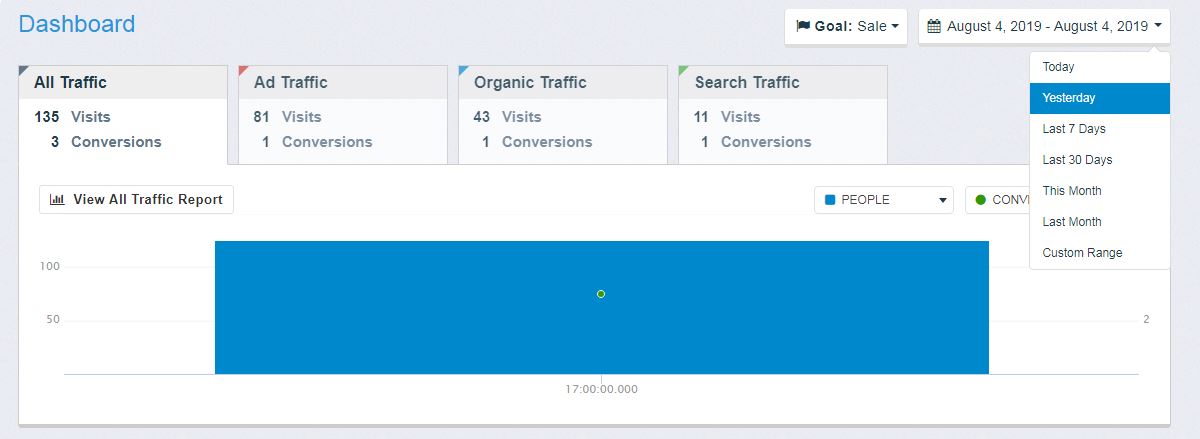 Dashboard
Goal: Sale
August 4, 2019 - August 4, 2019
Today
Yesterday
Last 7 Days
Last 30 Days
This Month
Last Month
Custom Range
All Traffic
135 Visits
3 Conversions
Ad Traffic
81 Visits
1 Conversions
Organic Traffic
43 Visits
1 Conversions
Search Traffic
11 Visits
1 Conversions
View All Traffic Report
PEOPLE
100
50
2
17:00:00.000